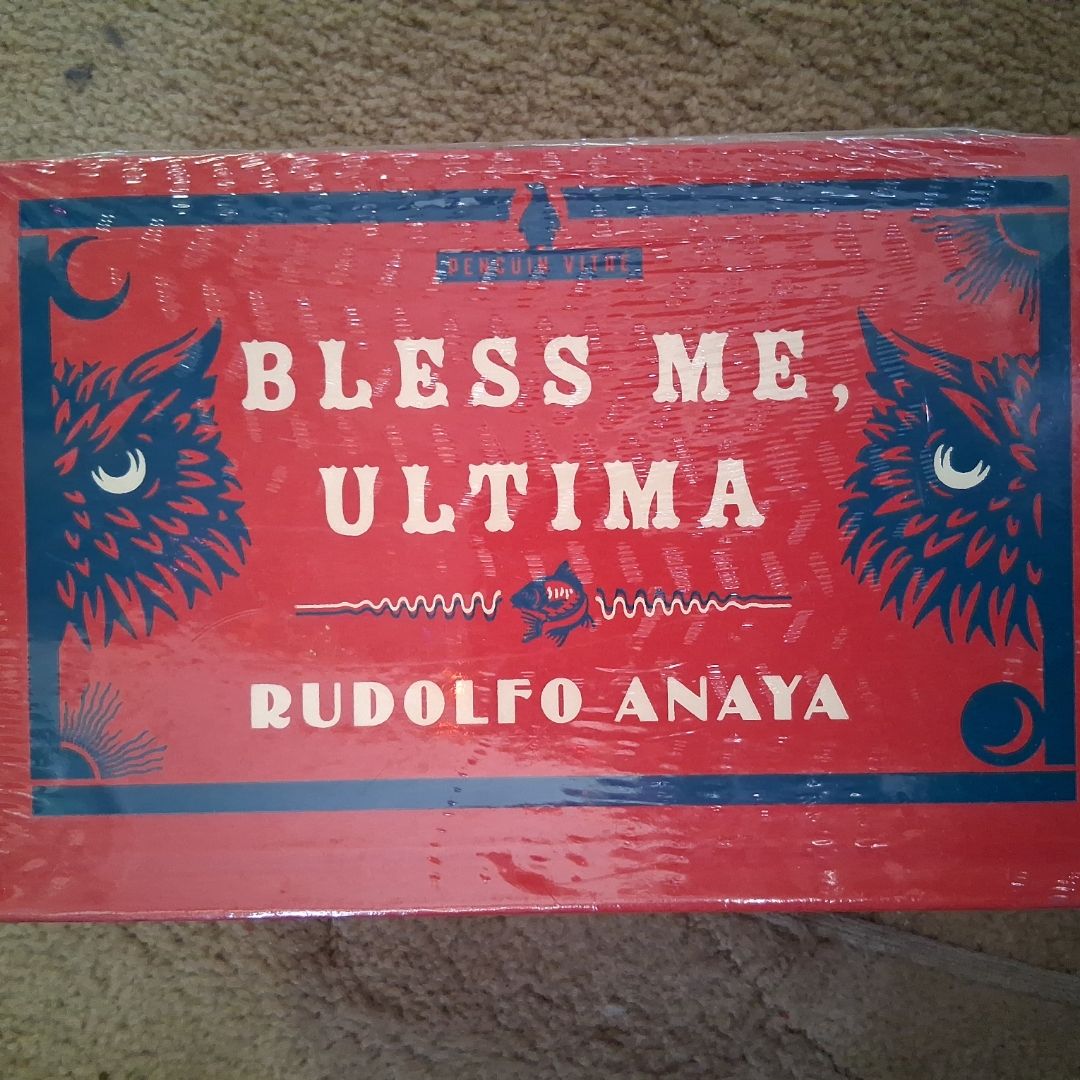 PENGUIN VITAE
BLESS ME,
ULTIMA
RUDOLFO ANAYA